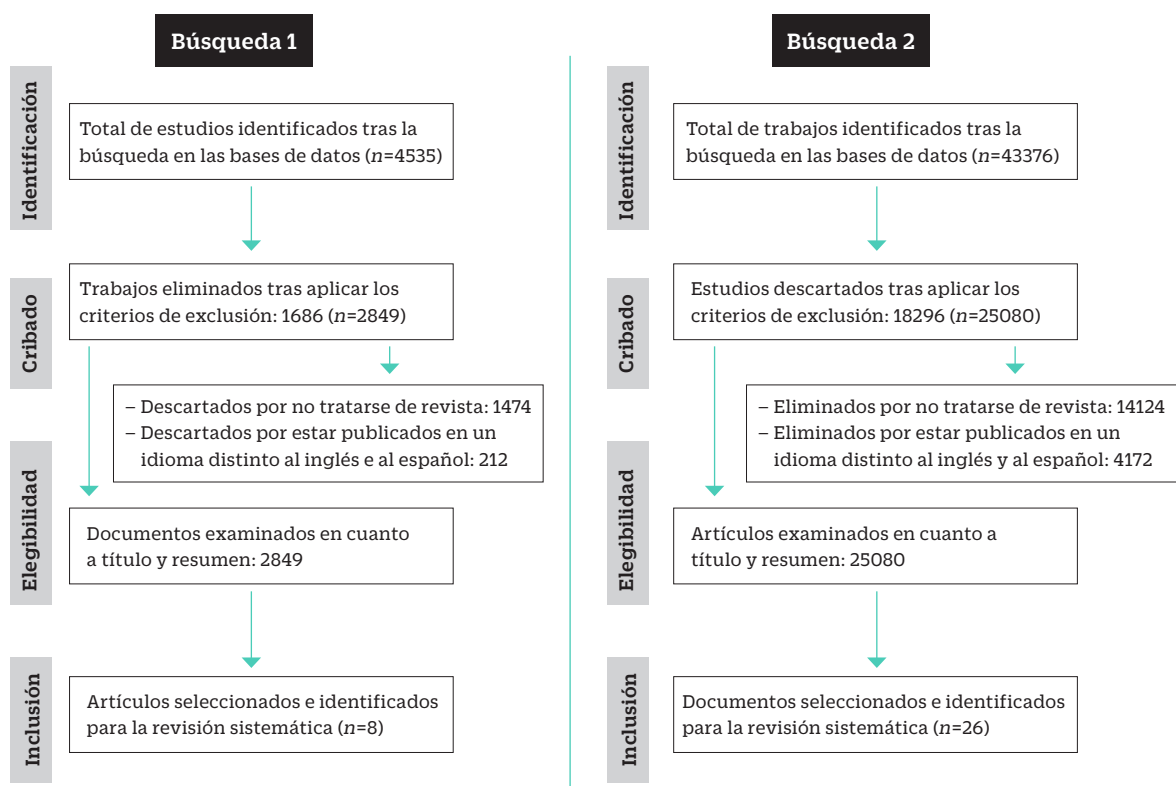 Búsqueda 1
Identificación
Total de estudios identificados tras la
búsqueda en las bases de datos (n=4535)
Cribado
Trabajos eliminados tras aplicar los
criterios de exclusión: 1686 (n=2849)
– Descartados por no tratarse de revista: 1474
– Descartados por estar publicados en un
idioma distinto al inglés e al español: 212
Elegibilidad
Documentos examinados en cuanto
a título y resumen: 2849
Inclusión
Artículos seleccionados e identificados
para la revisión sistemática (n=8)
Búsqueda 2
Identificación
Total de trabajos identificados tras la
búsqueda en las bases de datos (n=43376)
Cribado
Estudios descartados tras aplicar los
criterios de exclusión: 18296 (n=25080)
– Eliminados por no tratarse de revista: 14124
– Eliminados por estar publicados en un
idioma distinto al inglés y al español: 4172
Elegibilidad
Artículos examinados en cuanto a
título y resumen: 25080
Inclusión
Documentos seleccionados e identificados
para la revisión sistemática (n=26)